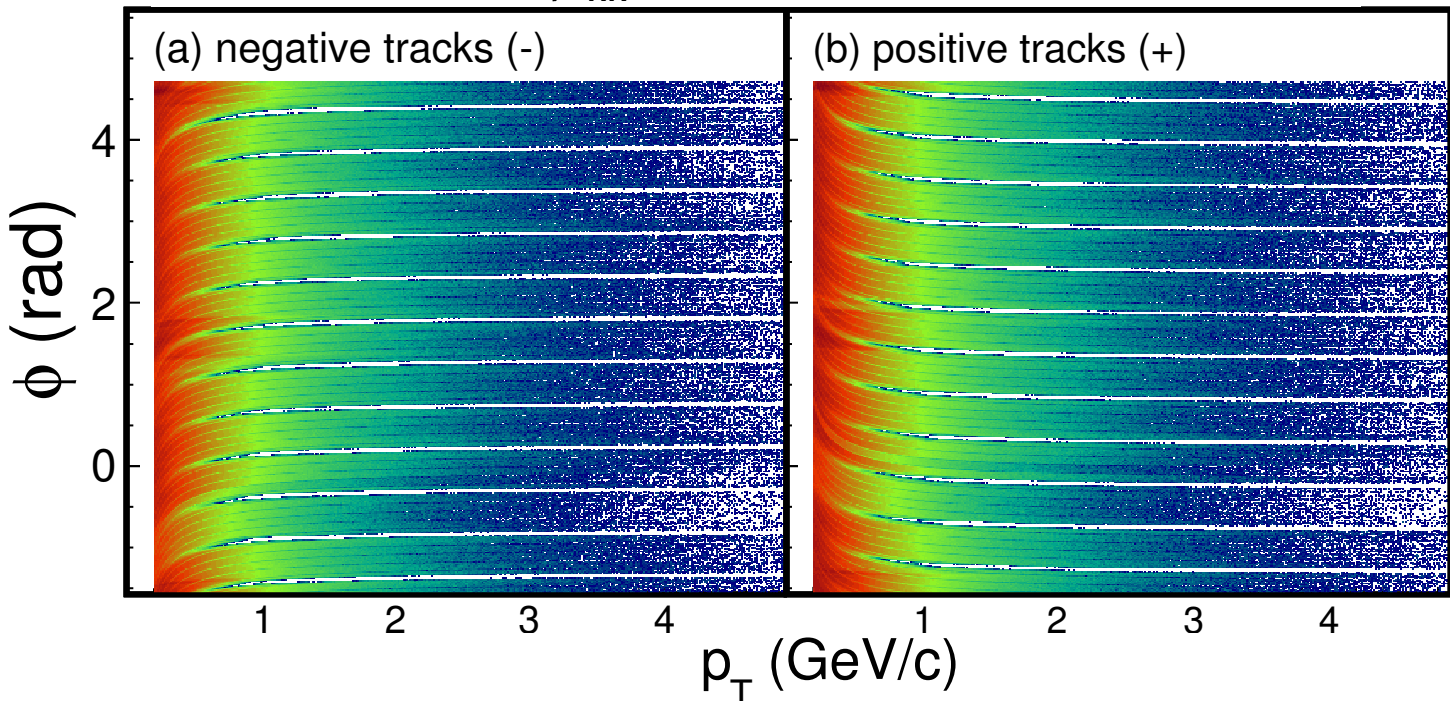 (a) negative tracks (-)
(b) positive tracks (+)
4
2
0
φ (rad)
1 2 3 4
1 2 3 4
p_T (GeV/c)